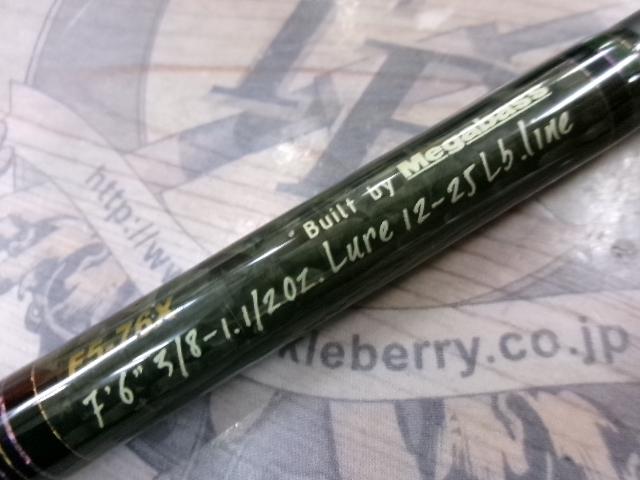 Built by Megabass
F5-76X
7'6" 3/8-1.1/2oz. Lure 12-25Lb.line
http://www.
kleberry.co.jp